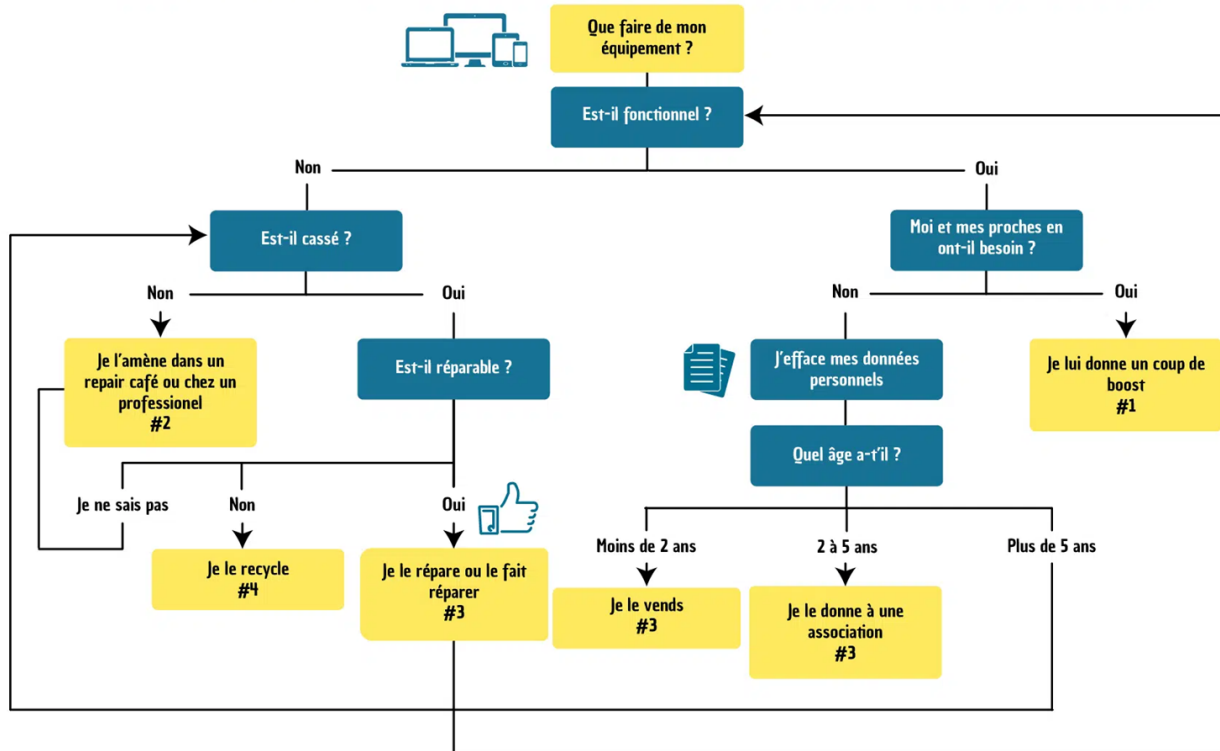 Que faire de mon
équipement ?
Est-il fonctionnel ?
Non
Oui
Est-il cassé ?
Moi et mes proches en
ont-il besoin ?
Non
Oui
Non
Oui
Je l'amène dans un
repair café ou chez un
professionel
#2
Est-il réparable ?
J'efface mes données
personnels
Je lui donne un coup de
boost
#1
Quel âge a-t'il ?
Je ne sais pas
Non
Oui
Moins de 2 ans
2 à 5 ans
Plus de 5 ans
Je le recycle
#4
Je le répare ou le fait
réparer
#3
Je le vends
#3
Je le donne à une
association
#3